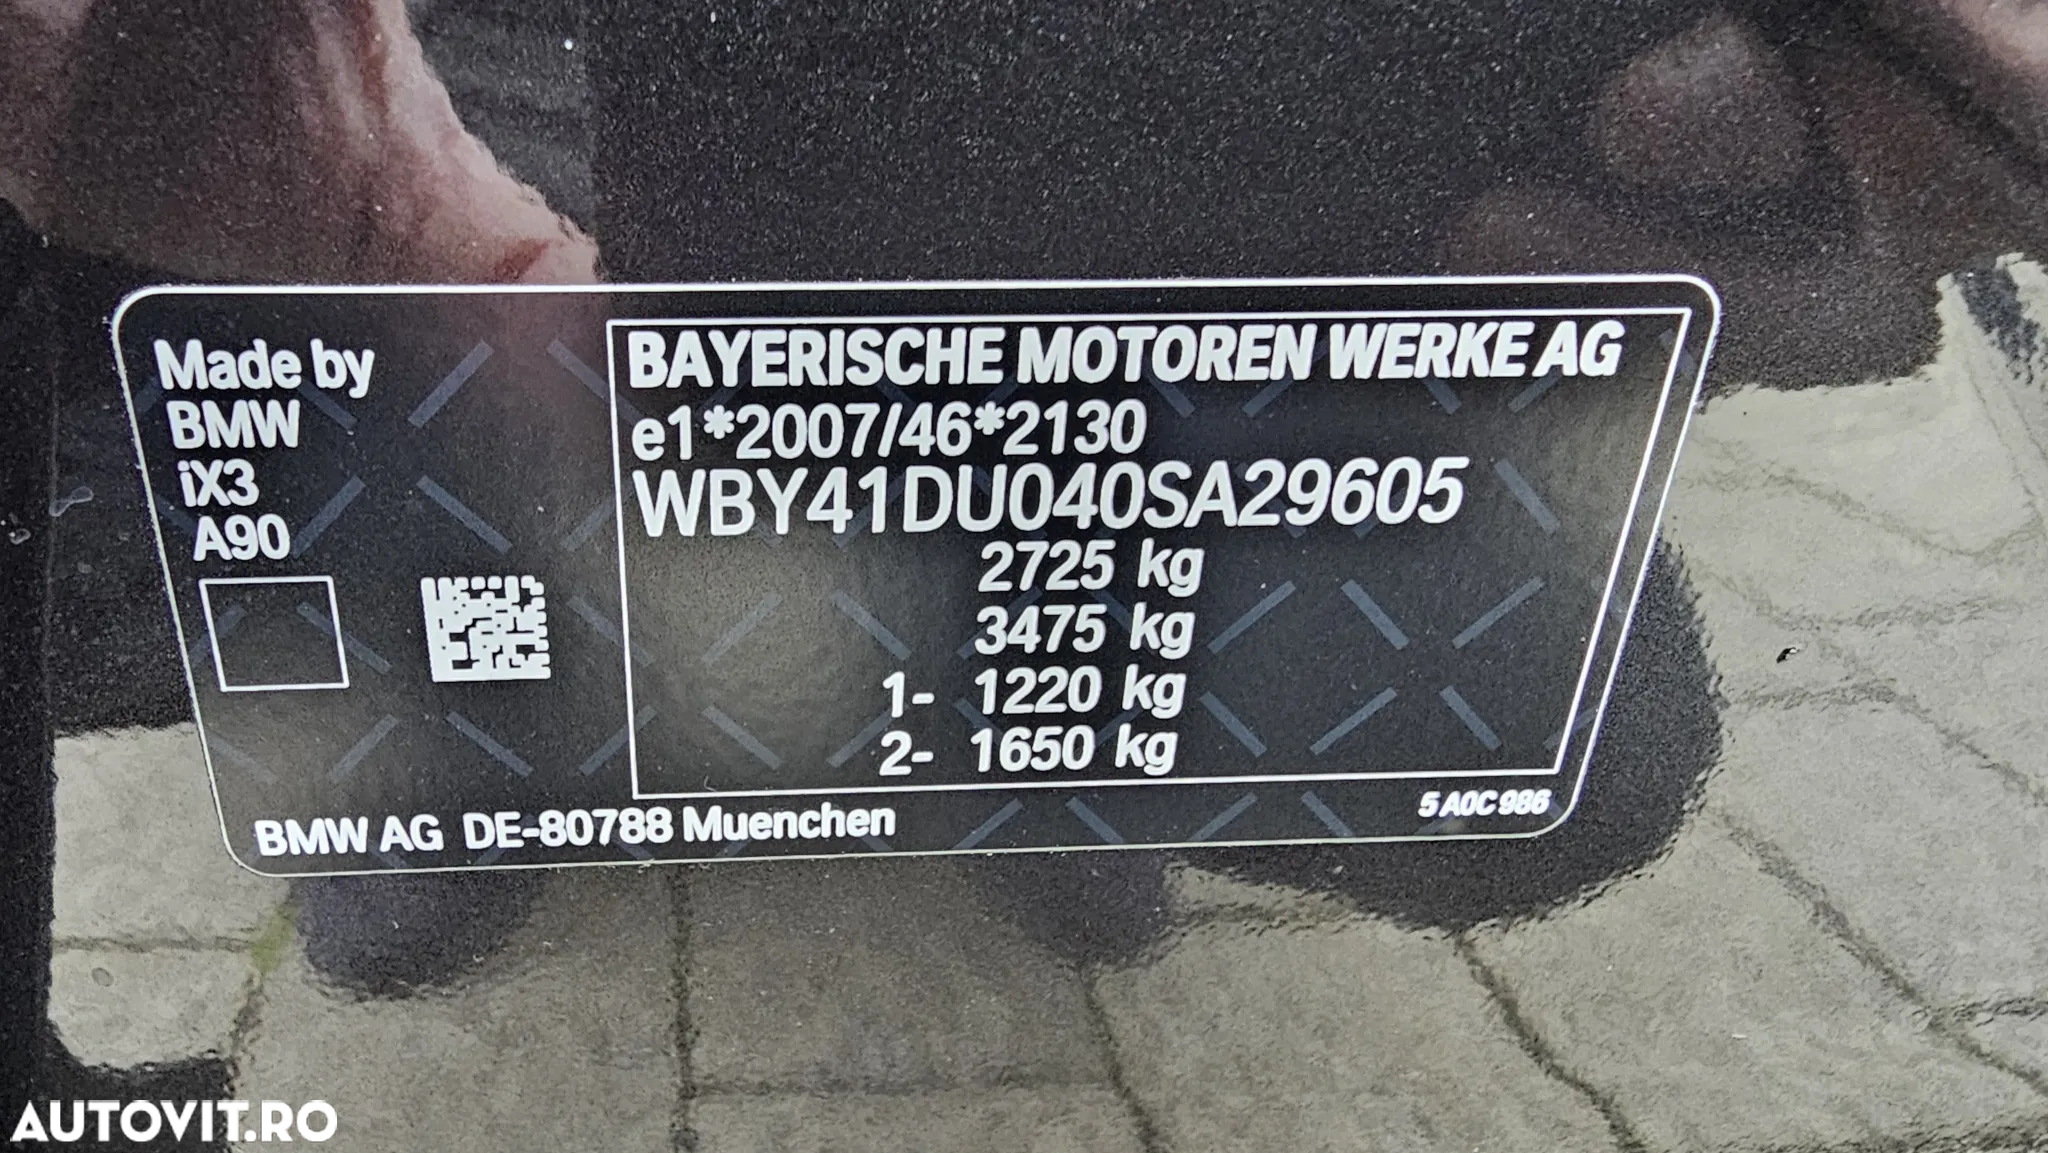 Made by
BMW
iX3
A90
BAYERISCHE MOTOREN WERKE AG
e1*2007/46*2130
WBY41DU040SA29605
2725 kg
3475 kg
1- 1220 kg
2- 1650 kg
BMW AG DE-80788 Muenchen
5 A0C 986
AUTOVIT.RO